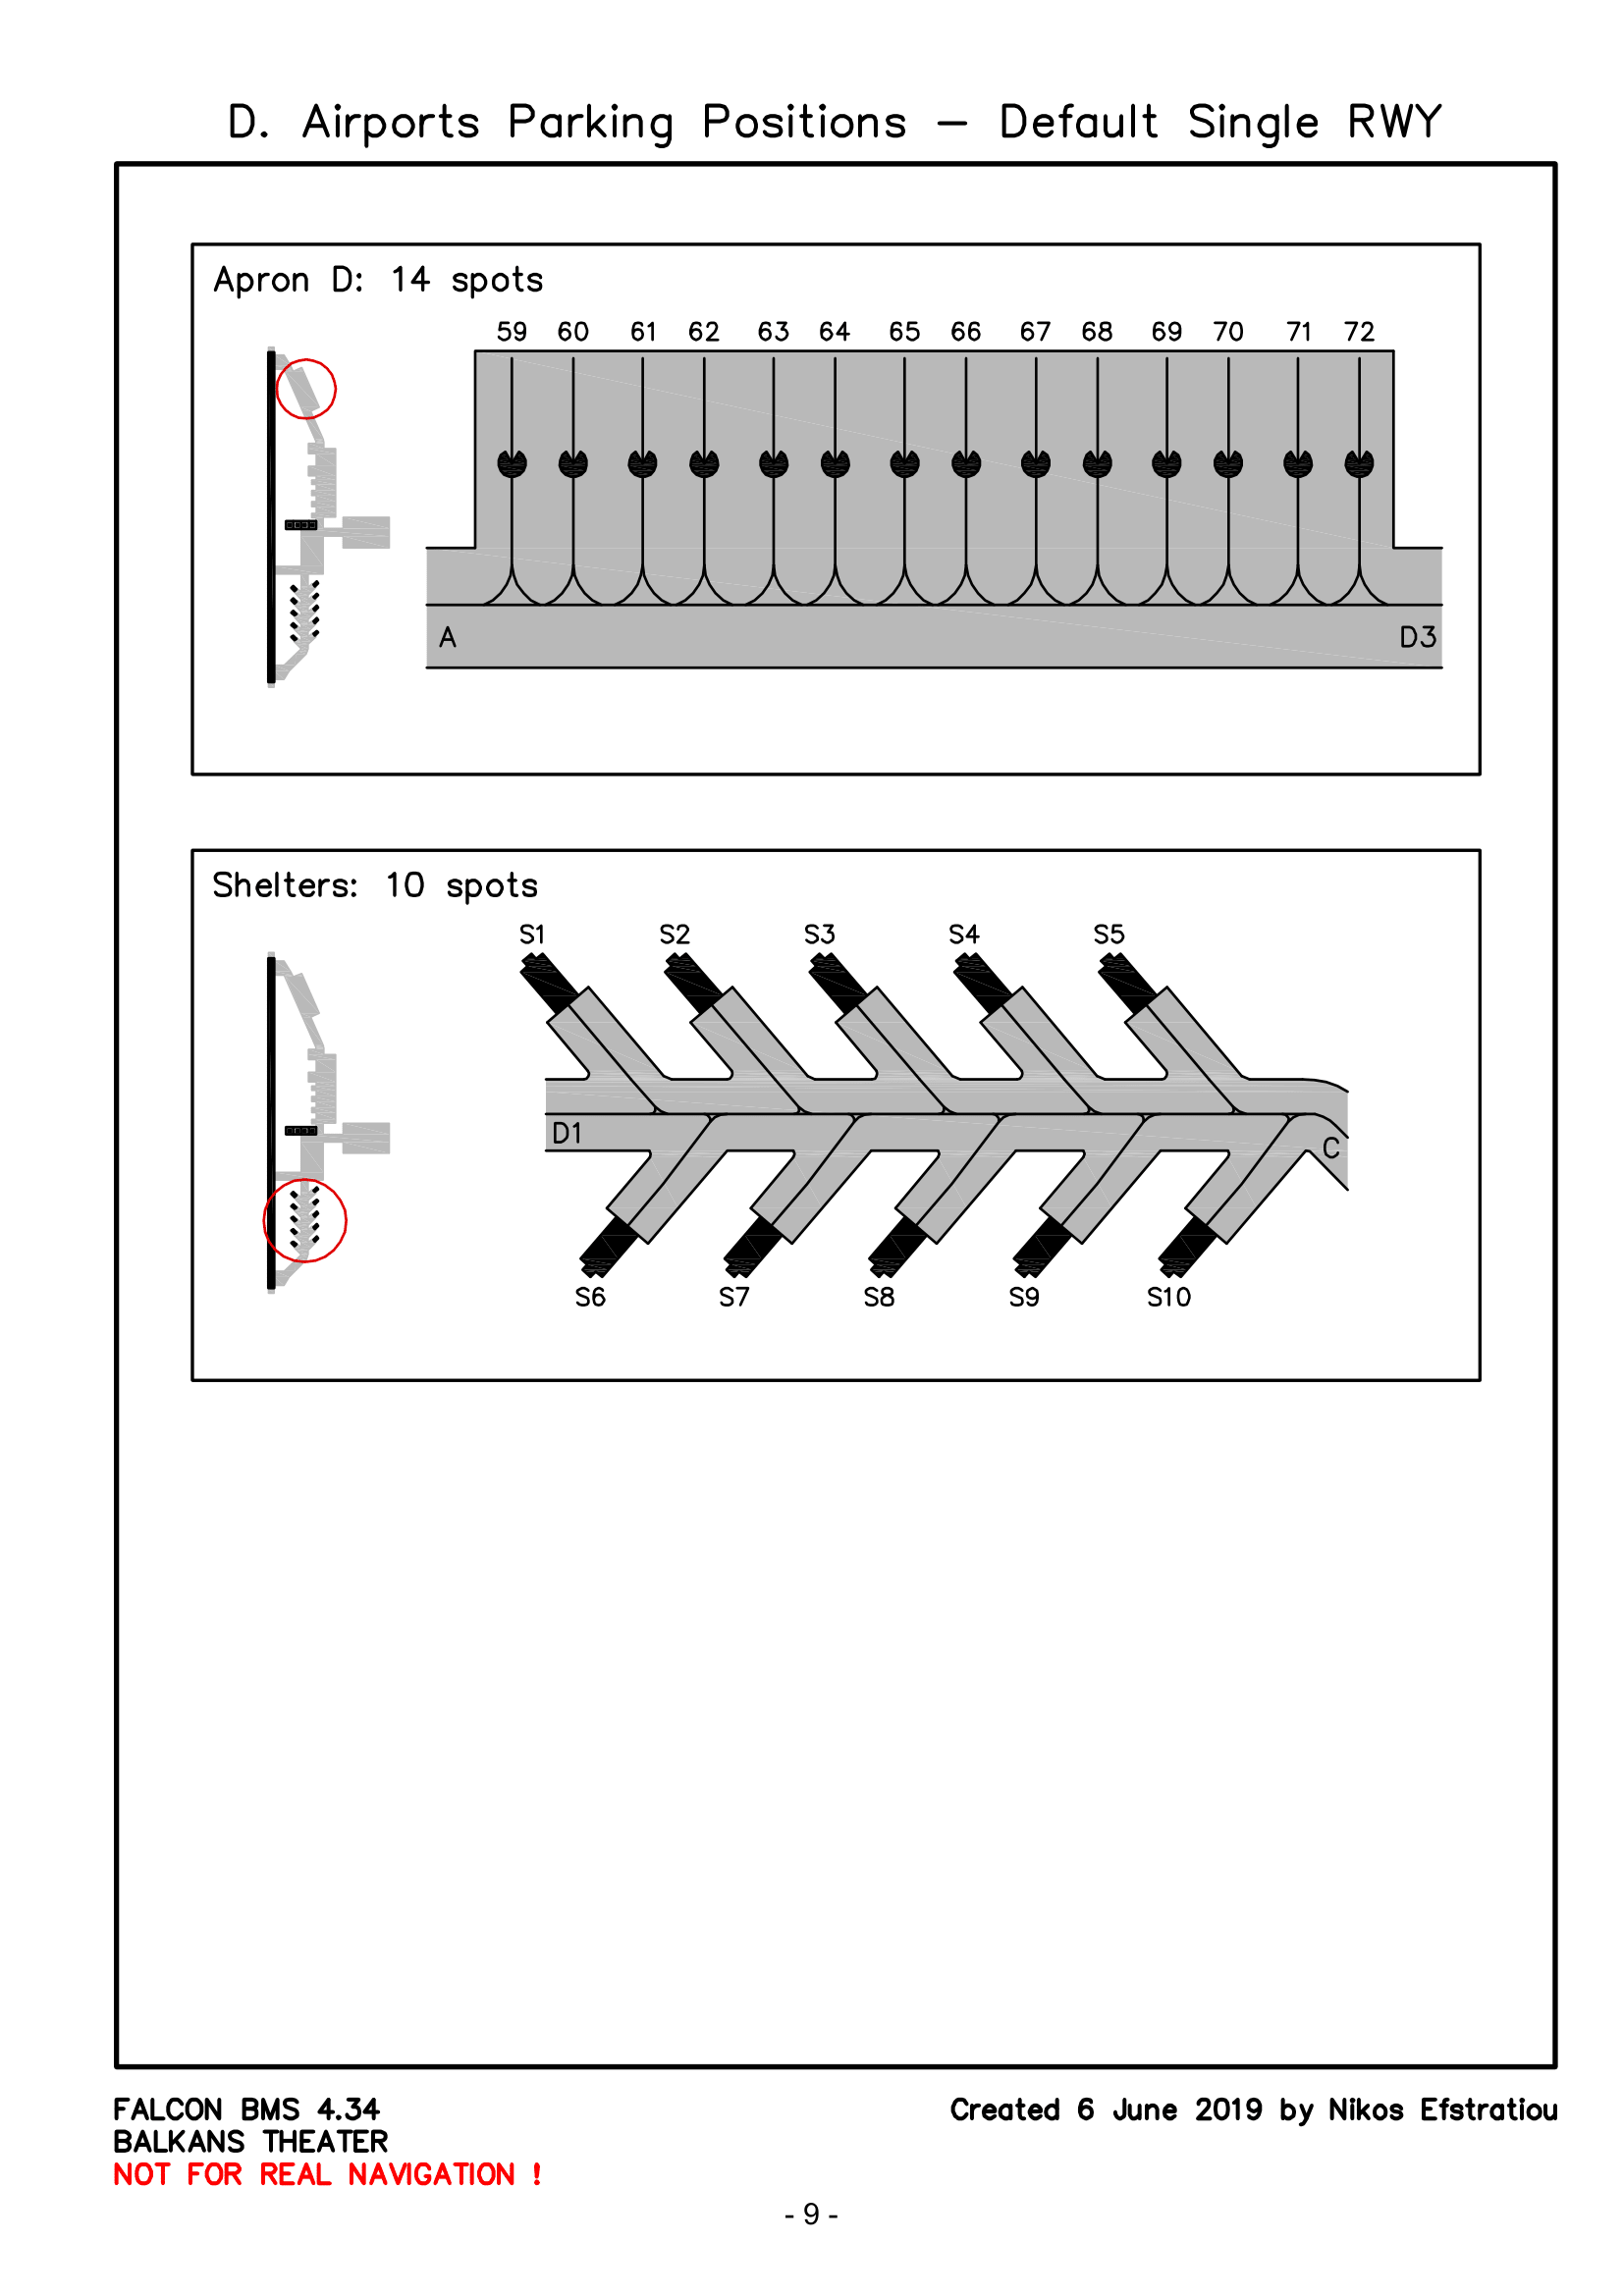 D. Airports Parking Positions – Default Single RWY
Apron D: 14 spots
59 60 61 62 63 64 65 66 67 68 69 70 71 72
A D3
Shelters: 10 spots
S1 S2 S3 S4 S5
D1 C
S6 S7 S8 S9 S10
FALCON BMS 4.34
Created 6 June 2019 by Nikos Efstratiou
BALKANS THEATER
NOT FOR REAL NAVIGATION !
- 9 -